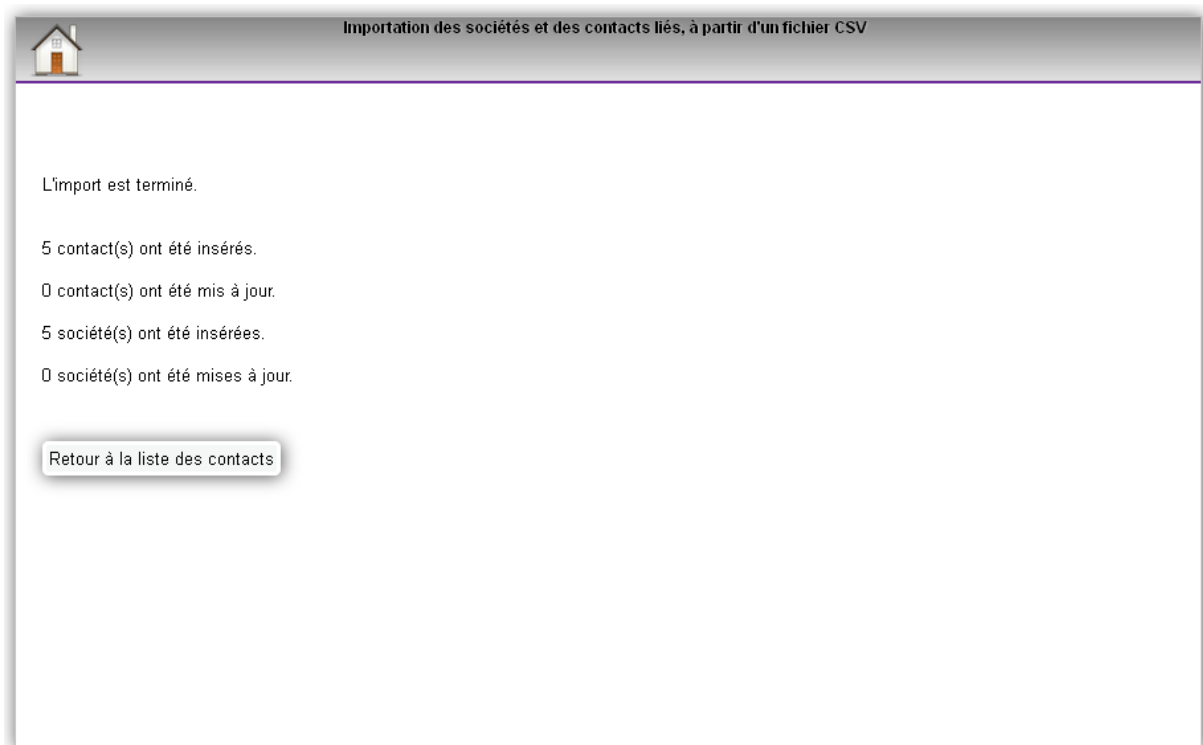 Importation des sociétés et des contacts liés, à partir d'un fichier CSV
L'import est terminé.
5 contact(s) ont été insérés.
0 contact(s) ont été mis à jour.
5 société(s) ont été insérées.
0 société(s) ont été mises à jour.
Retour à la liste des contacts